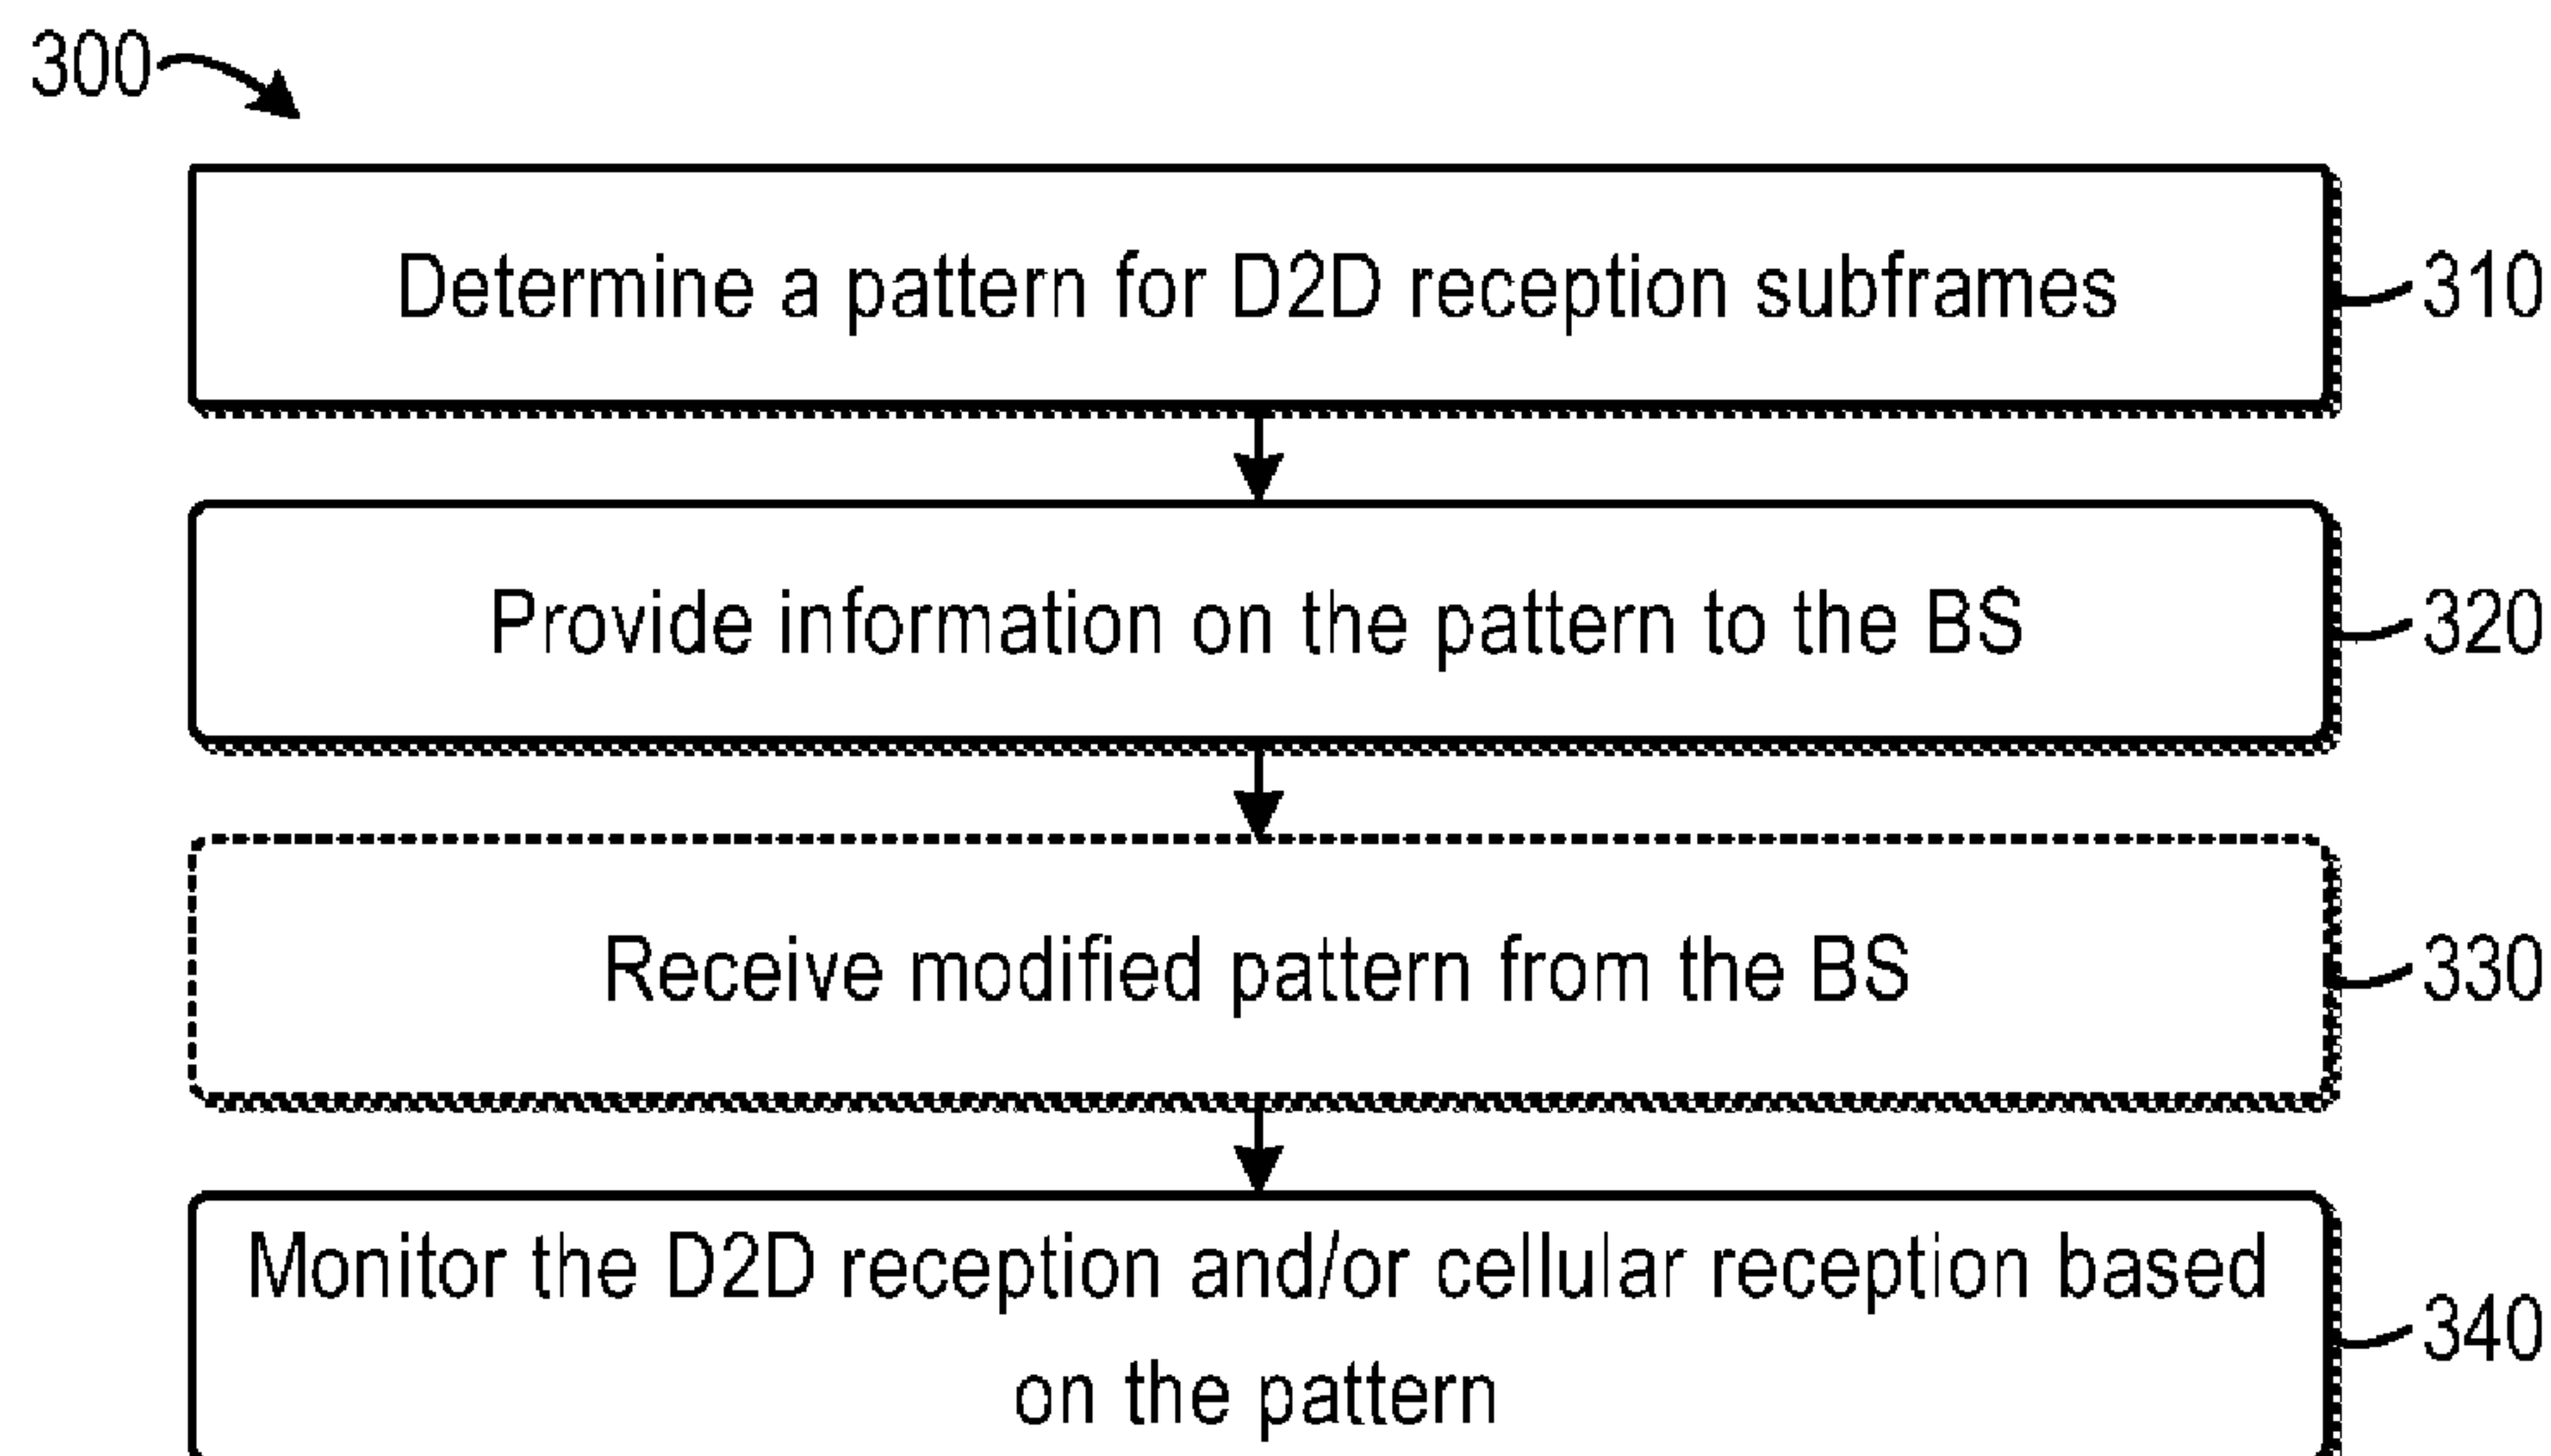 300
Determine a pattern for D2D reception subframes
310
Provide information on the pattern to the BS
320
Receive modified pattern from the BS
330
Monitor the D2D reception and/or cellular reception based
on the pattern
340